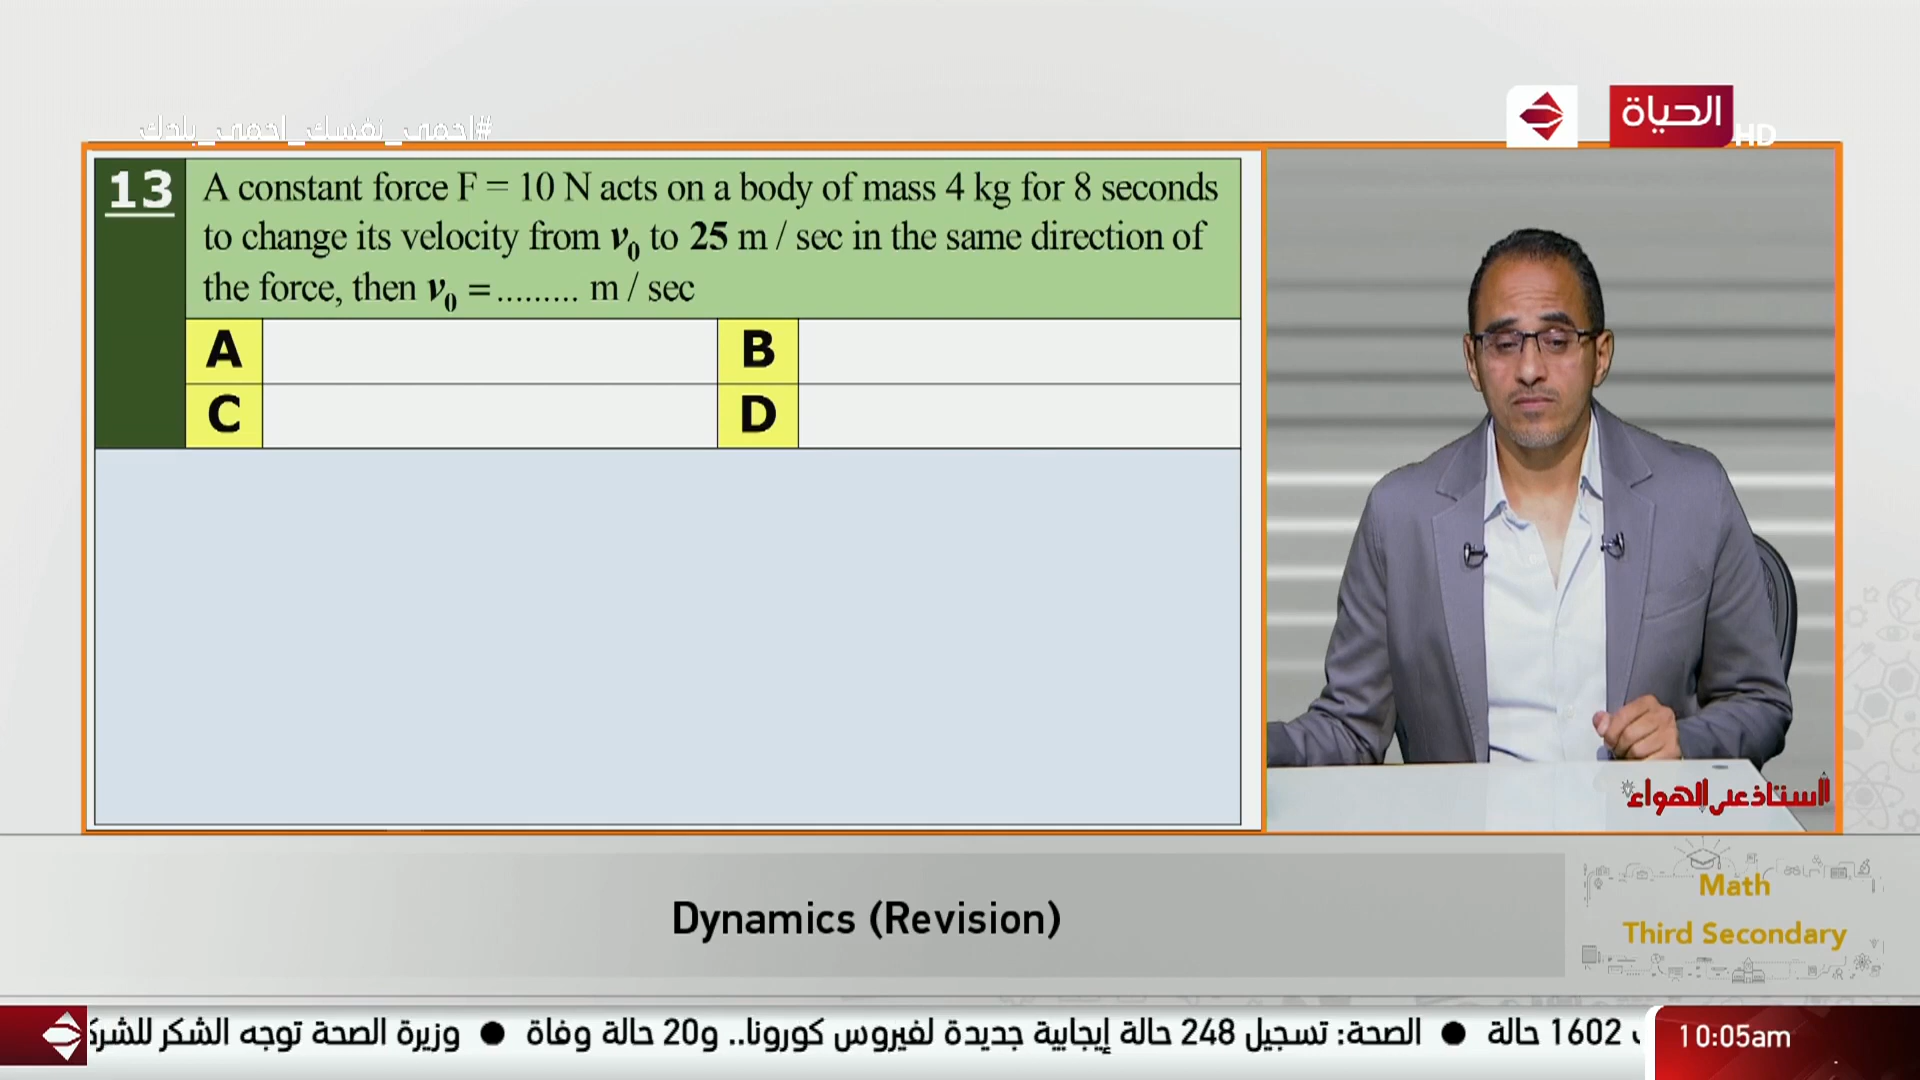 #احمي_نفسك_احمي_بلدك
الحياة
HD
13
A constant force F = 10 N acts on a body of mass 4 kg for 8 seconds
to change its velocity from v₀ to 25 m / sec in the same direction of
the force, then v₀ = ......... m / sec
A
B
C
D
أستاذ على الهواء
Dynamics (Revision)
Math
Third Secondary
1602 حالة ● الصحة: تسجيل 248 حالة إيجابية جديدة لفيروس كورونا.. و20 حالة وفاة ● وزيرة الصحة توجه الشكر
10:05am